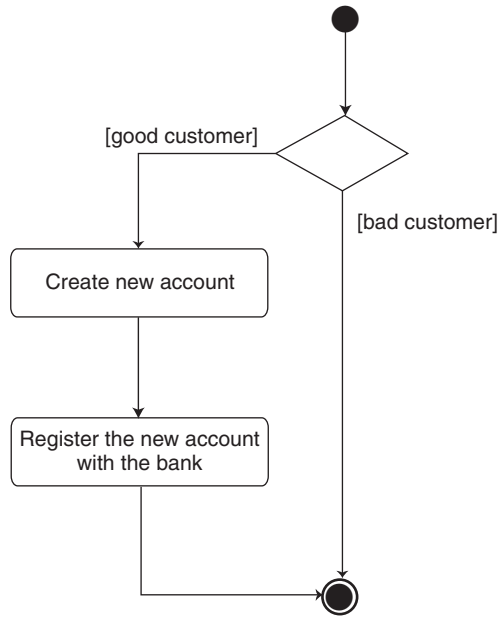 [good customer]
[bad customer]
Create new account
Register the new account
with the bank